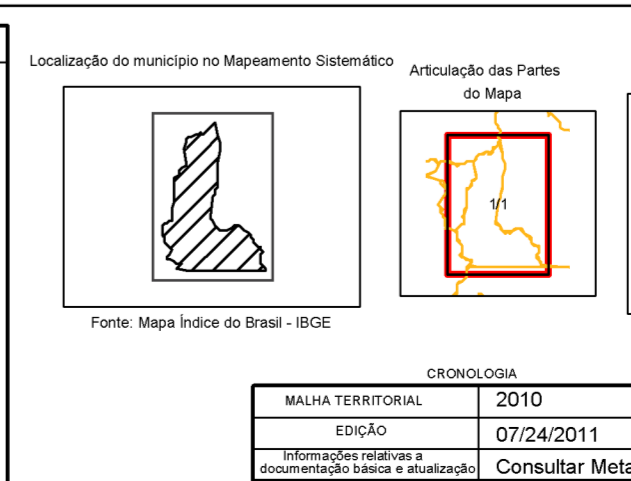 Localização do município no Mapeamento Sistemático
Fonte: Mapa Índice do Brasil - IBGE
Articulação das Partes
do Mapa
1/1
CRONOLOGIA
MALHA TERRITORIAL 2010
EDIÇÃO 07/24/2011
Informações relativas a
documentação básica e atualização Consultar